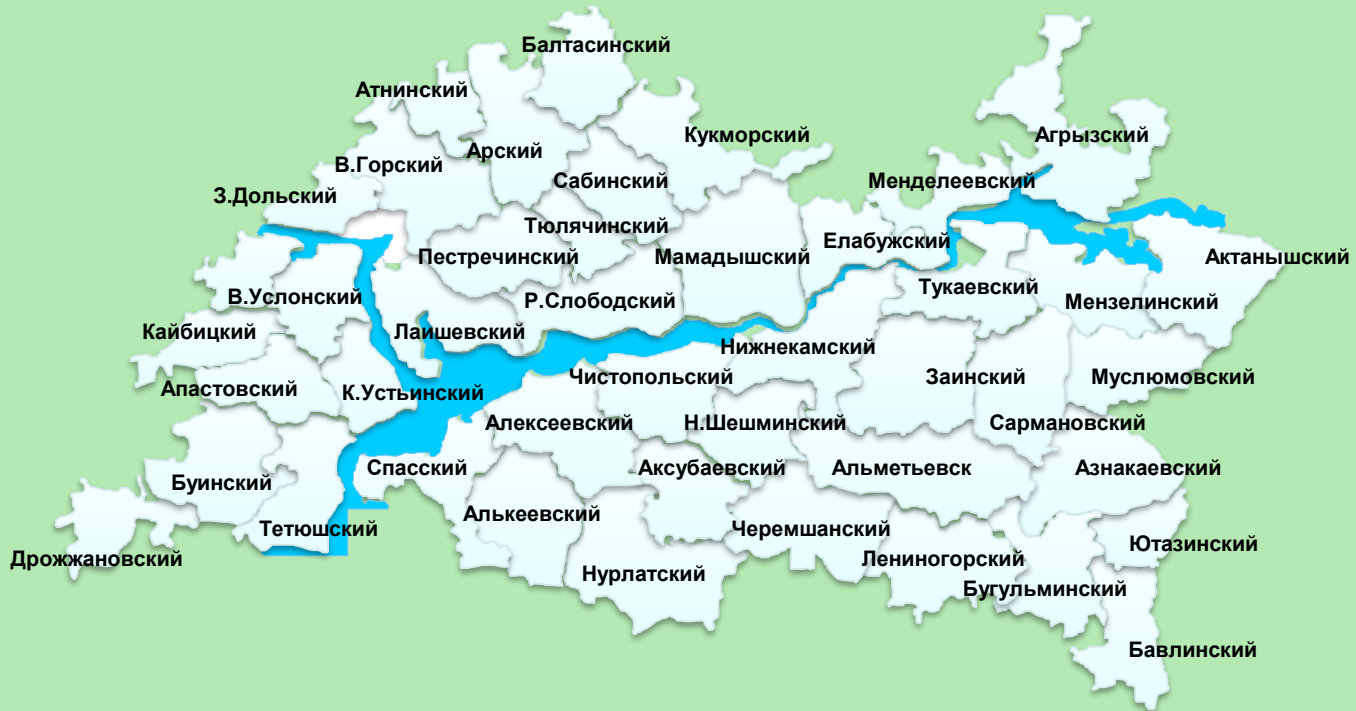 Балтасинский
Атнинский
Кукморский
Агрызский
Арский
В.Горский
Сабинский
Менделеевский
З.Дольский
Тюлячинский
Елабужский
Пестречинский
Мамадышский
Актанышский
Тукаевский
В.Услонский
Р.Слободский
Мензелинский
Кайбицкий
Лаишевский
Нижнекамский
Апастовский
К.Устьинский
Чистопольский
Заинский
Муслюмовский
Алексеевский
Н.Шешминский
Сармановский
Спасский
Аксубаевский
Альметьевск
Азнакаевский
Буинский
Алькеевский
Тетюшский
Черемшанский
Ютазинский
Дрожжановский
Лениногорский
Нурлатский
Бугульминский
Бавлинский